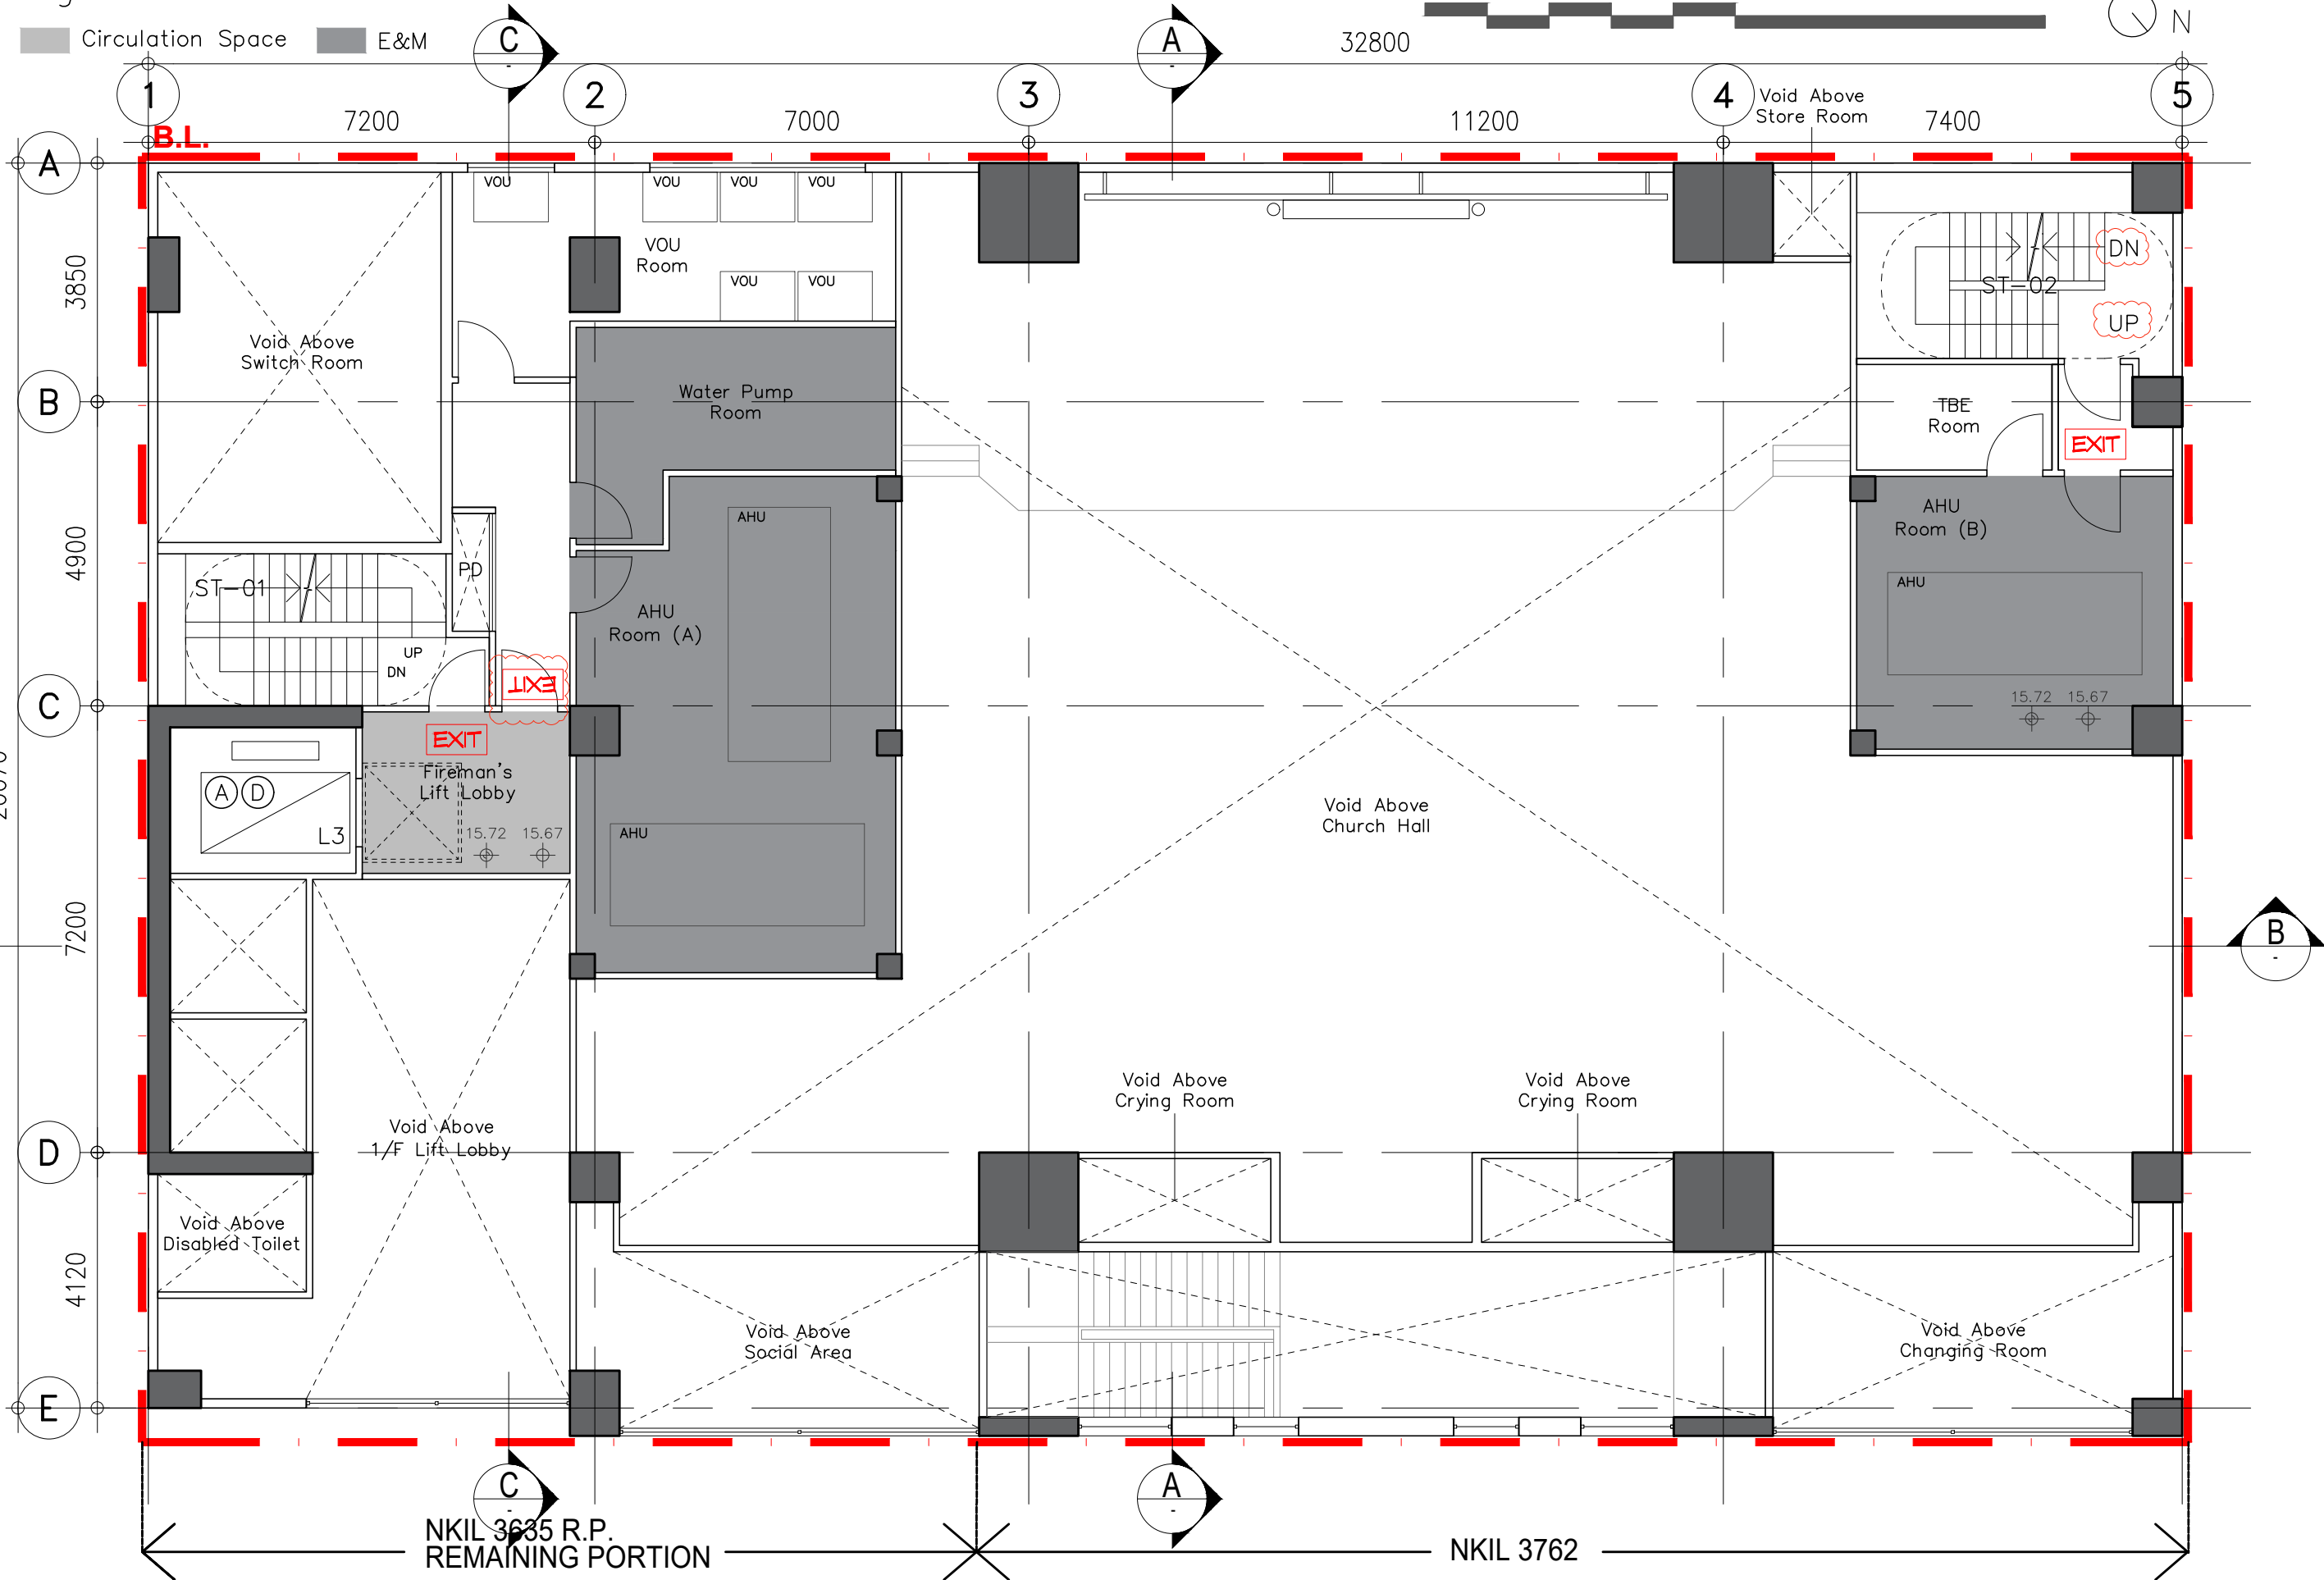 Circulation Space
E&M
C
-
A
-
32800
N
1
2
3
4
5
7200
7000
11200
7400
Void Above
Store Room
B.L.
A
VOU
VOU
VOU
VOU
VOU
Room
VOU
VOU
DN
ST-02
UP
3850
Void Above
Switch Room
Water Pump
Room
B
TBE
Room
EXIT
AHU
AHU
Room (B)
AHU
4900
ST-01
PD
AHU
Room (A)
UP
DN
EXIT
C
15.72
15.67
EXIT
Fireman's
Lift Lobby
A
D
L3
15.72
15.67
AHU
Void Above
Church Hall
7200
B
-
Void Above
Crying Room
Void Above
Crying Room
Void Above
1/F Lift Lobby
D
Void Above
Disabled Toilet
4120
Void Above
Social Area
Void Above
Changing Room
E
C
-
A
-
NKIL 3635 R.P.
REMAINING PORTION
NKIL 3762